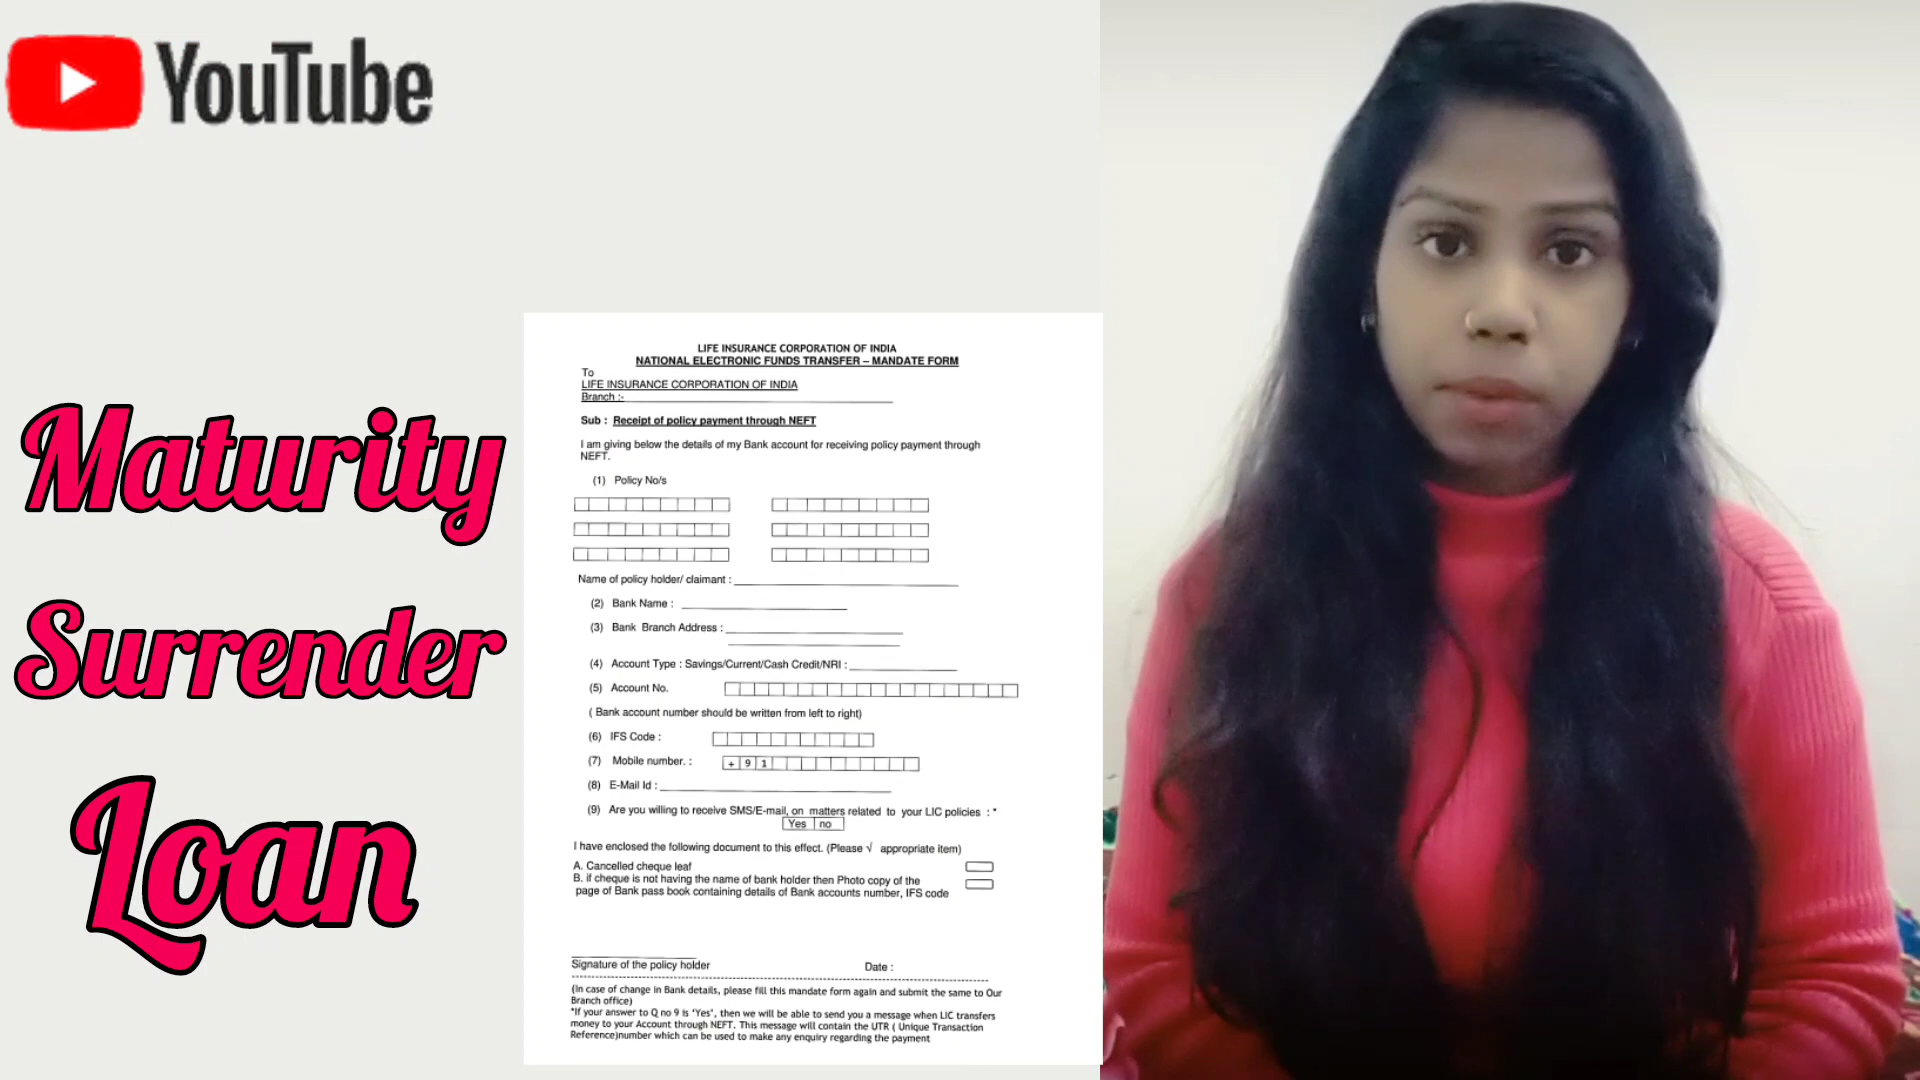 YouTube
Maturity
Surrender
Loan
LIFE INSURANCE CORPORATION OF INDIA
NATIONAL ELECTRONIC FUNDS TRANSFER – MANDATE FORM
To
LIFE INSURANCE CORPORATION OF INDIA
Branch :-
Sub : Receipt of policy payment through NEFT
I am giving below the details of my Bank account for receiving policy payment through
NEFT.
(1) Policy No/s
Name of policy holder/ claimant :
(2) Bank Name :
(3) Bank Branch Address :
(4) Account Type : Savings/Current/Cash Credit/NRI :
(5) Account No.
( Bank account number should be written from left to right)
(6) IFS Code :
(7) Mobile number. : + 9 1
(8) E-Mail Id :
(9) Are you willing to receive SMS/E-mail, on matters related to your LIC policies : *
Yes no
I have enclosed the following document to this effect. (Please √ appropriate item)
A. Cancelled cheque leaf
B. if cheque is not having the name of bank holder then Photo copy of the
page of Bank pass book containing details of Bank accounts number, IFS code
Signature of the policy holder Date :
(In case of change in Bank details, please fill this mandate form again and submit the same to Our
Branch office)
*If your answer to Q no 9 is ‘Yes’, then we will be able to send you a message when LIC transfers
money to your Account through NEFT. This message will contain the UTR ( Unique Transaction
Reference)number which can be used to make any enquiry regarding the payment